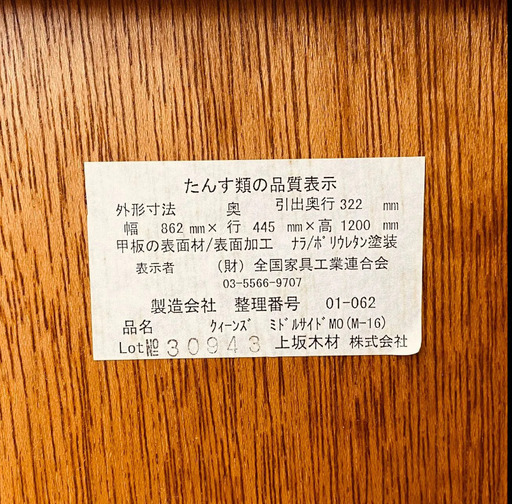 たんす類の品質表示
外形寸法 奥 引出奥行322 mm
幅 862 mm× 行 445 mm×高 1200 mm
甲板の表面材/表面加工 ナラ/ポリウレタン塗装
表示者 (財) 全国家具工業連合会
03-5566-9707
製造会社 整理番号 01-062
品名 クィーンズ ミドルサイドMO(M-16)
Lot№ 30943 上坂木材 株式会社